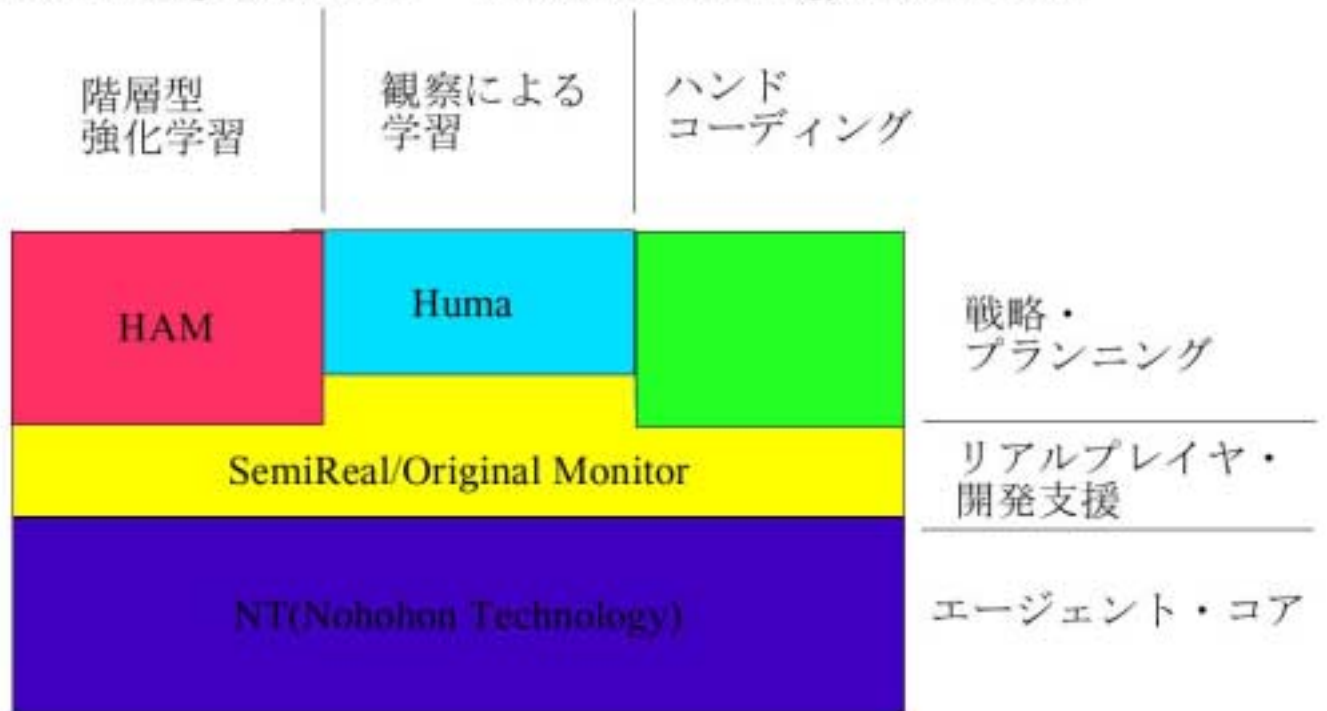 階層型
強化学習
観察による
学習
ハンド
コーディング
HAM
Huma
戦略・
プランニング
SemiReal/Original Monitor
リアルプレイヤ・
開発支援
NT(Nohohon Technology)
エージェント・コア